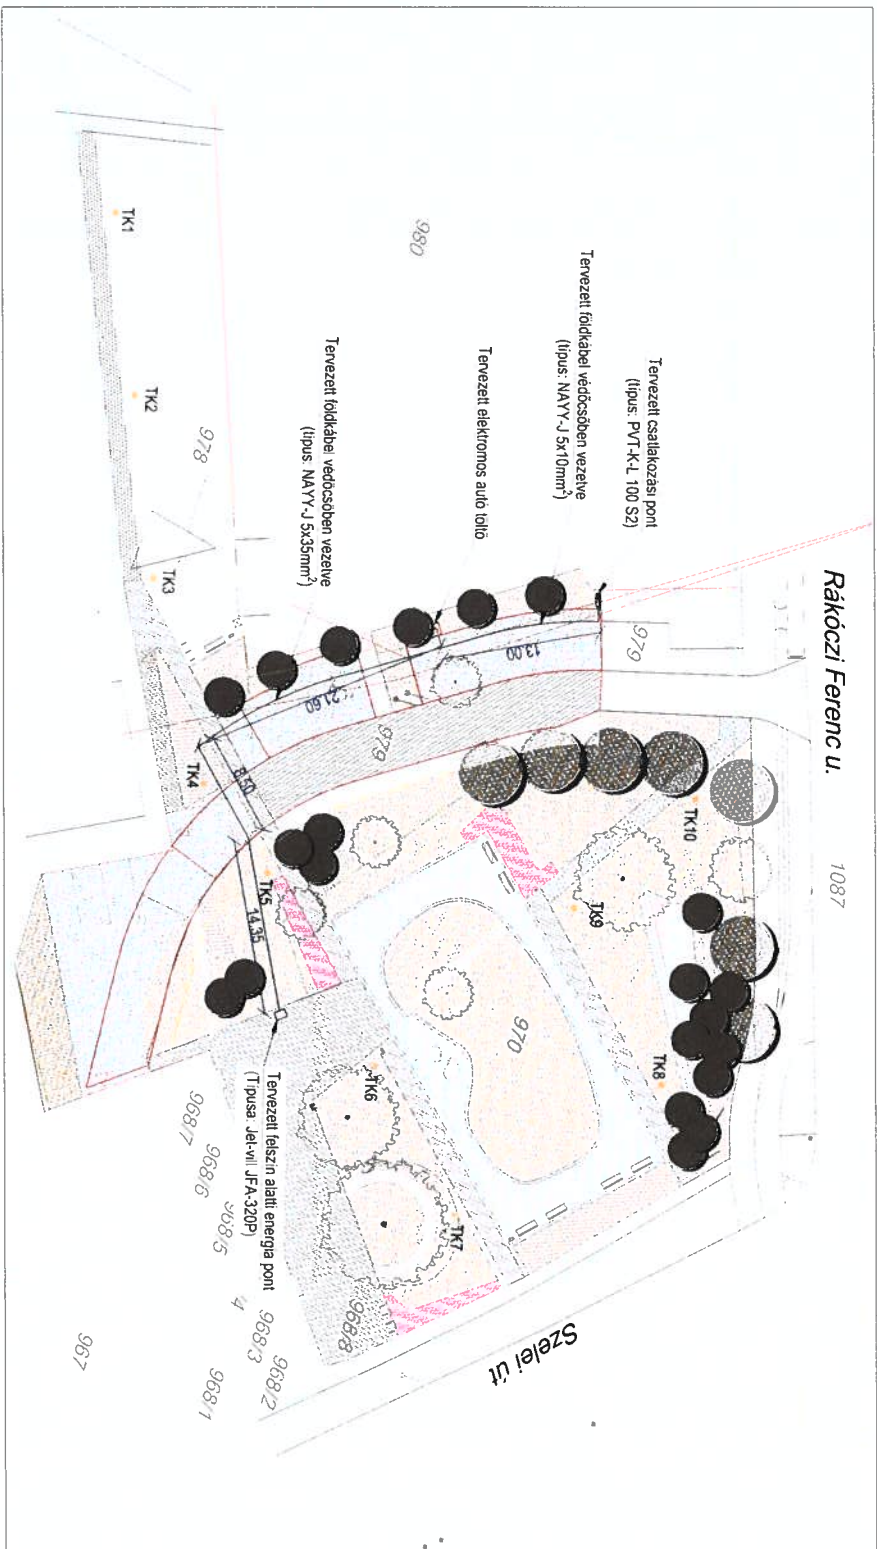 Rákóczi Ferenc u.
1087
Tervezett csatlakozási pont
(típus: PVT-K-L 100 S2)
Tervezett földkábel védőcsőben vezetve
(típus: NAYY-J 5x10mm²)
Tervezett elektromos autó töltő
Tervezett földkábel védőcsőben vezetve
(típus: NAYY-J 5x35mm²)
980
979
13.00
21.60
979
8.50
14.35
978
TK1
TK2
TK3
TK4
TK5
TK6
TK7
TK8
TK9
TK10
970
Tervezett felszín alatti energia pont
(Típusa: Jet-vill JFA-320P)
Szelei út
968/8
968/7
968/6
968/5
968/3
968/2
968/1
967